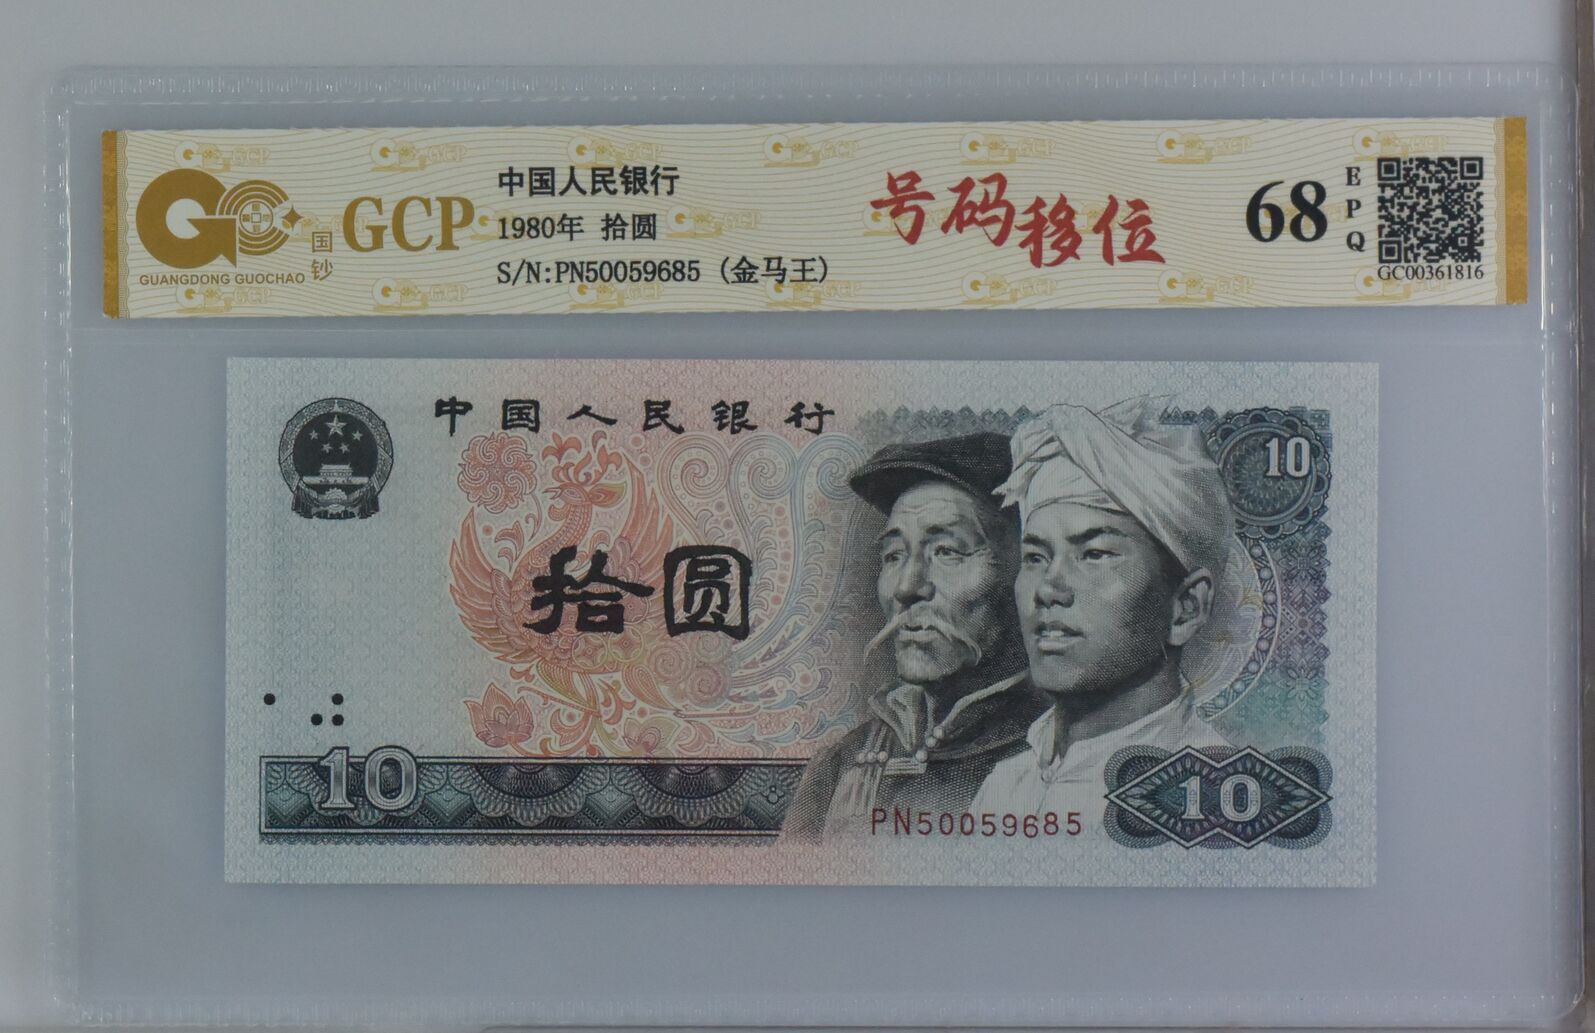 GUANGDONG GUOCHAO
国钞
GCP
中国人民银行
1980年 拾圆
S/N:PN50059685 (金马王)
号码移位
68
EPQ
GC00361816
中国人民银行
10
拾圆
10
PN50059685
10